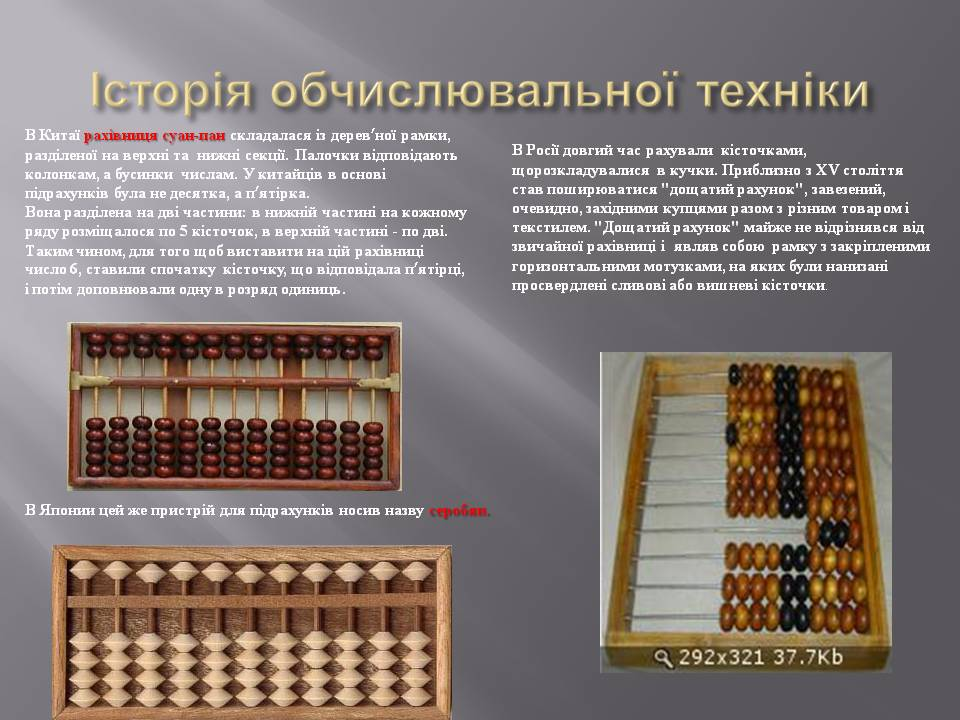 Історія обчислювальної техніки
В Китаї рахівниця суан-пан складалася із дерев'ної рамки,
розділеної на верхні та нижні секції. Палочки відповідають
колонкам, а бусинки числам. У китайців в основі
підрахунків була не десятка, а п'ятірка.
Вона разділена на дві частини: в нижній частині на кожному
ряду розміщалося по 5 кісточок, в верхній частині - по дві.
Таким чином, для того щоб виставити на цій рахівниці
число 6, ставили спочатку кісточку, що відповідала п'ятірці,
і потім доповнювали одну в розряд одиниць.
В Японии цей же пристрій для підрахунків носив назву серобян.
В Росії довгий час рахували кісточками,
щорозкладувалися в кучки. Приблизно з XV століття
став поширюватися "дощатий рахунок", завезений,
очевидно, західними купцями разом з різним товаром і
текстилем. "Дощатий рахунок" майже не відрізнявся від
звичайної рахівниці і являв собою рамку з закріпленими
горизонтальними мотузками, на яких були нанизані
просвердлені сливові або вишневі кісточки.
292x321 37.7Kb